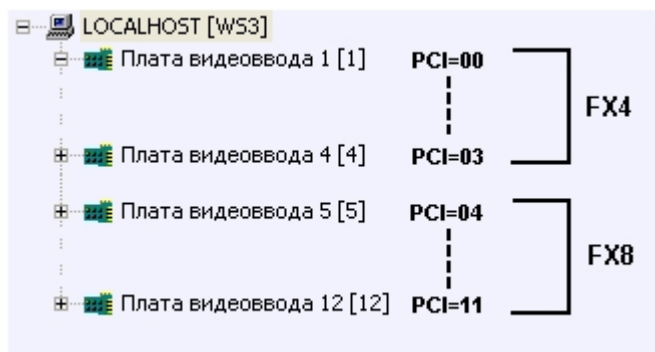 LOCALHOST [WS3]
Плата видеоввода 1 [1] PCI=00
FX4
Плата видеоввода 4 [4] PCI=03
Плата видеоввода 5 [5] PCI=04
FX8
Плата видеоввода 12 [12] PCI=11